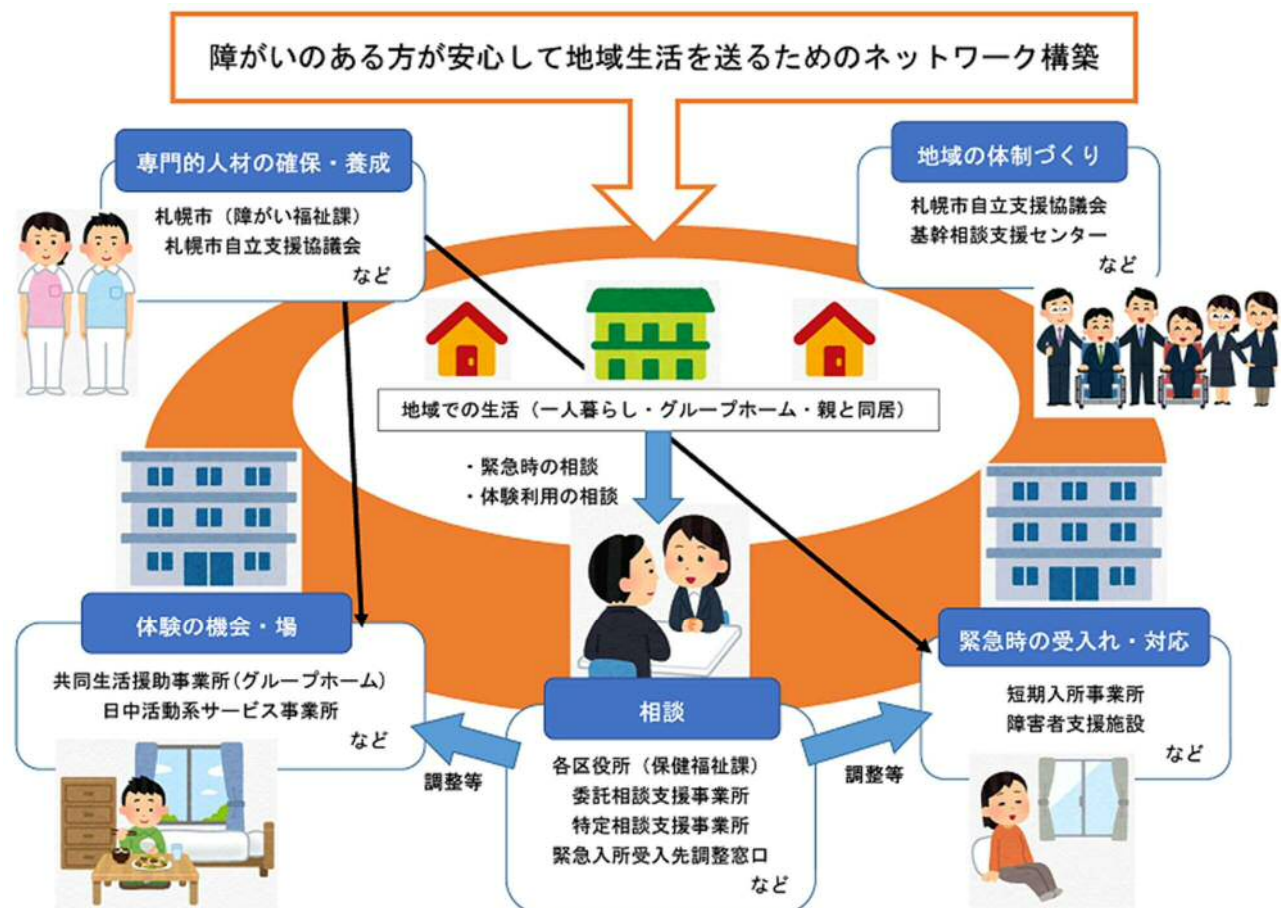 障がいのある方が安心して地域生活を送るためのネットワーク構築
専門的人材の確保・養成
札幌市（障がい福祉課）
札幌市自立支援協議会
など
地域の体制づくり
札幌市自立支援協議会
基幹相談支援センター
など
地域での生活（一人暮らし・グループホーム・親と同居）
・緊急時の相談
・体験利用の相談
体験の機会・場
共同生活援助事業所(グループホーム)
日中活動系サービス事業所
など
調整等
相談
各区役所（保健福祉課）
委託相談支援事業所
特定相談支援事業所
緊急入所受入先調整窓口
など
調整等
緊急時の受入れ・対応
短期入所事業所
障害者支援施設
など